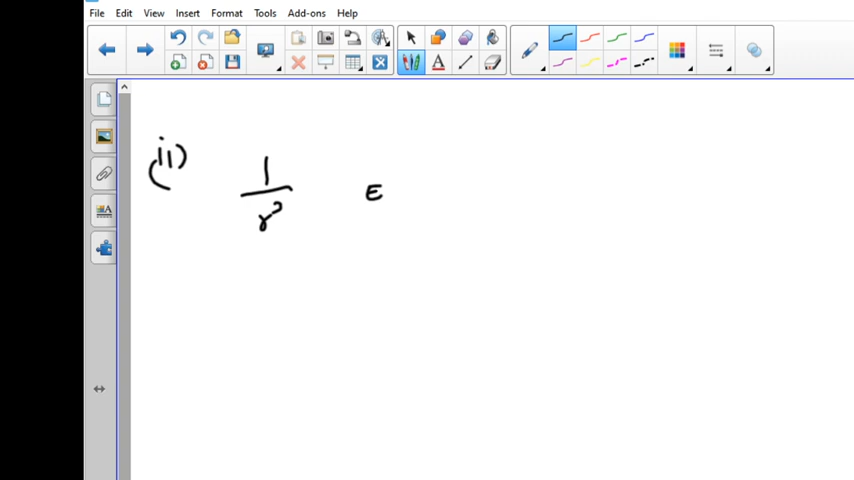 File Edit View Insert Format Tools Add-ons Help
(ii) 1/r² E